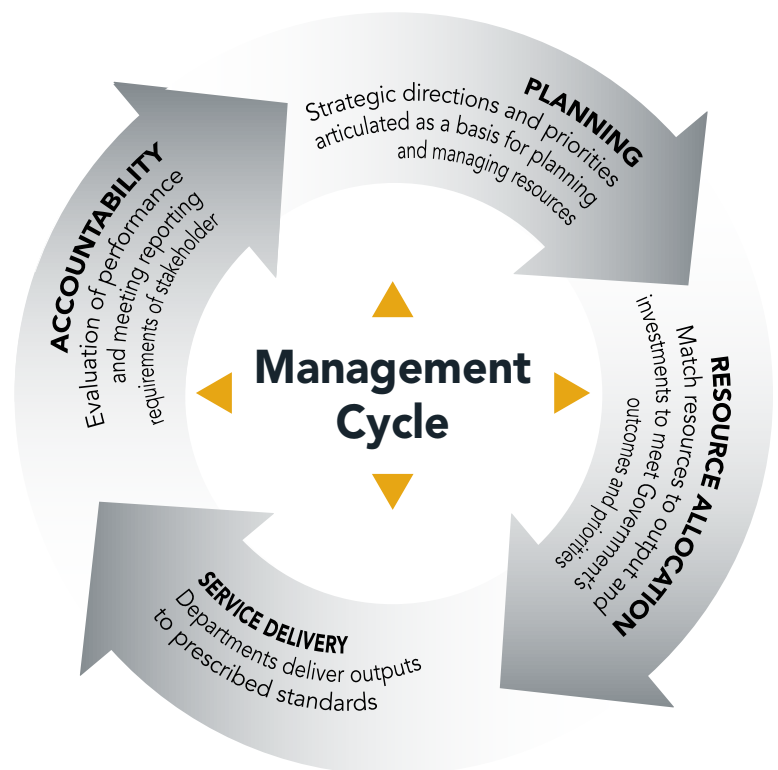 PLANNING
Strategic directions and priorities
articulated as a basis for planning
and managing resources
RESOURCE ALLOCATION
Match resources to output and
investments to meet Government's
outcomes and priorities
SERVICE DELIVERY
Departments deliver outputs
to prescribed standards
ACCOUNTABILITY
Evaluation of performance
and meeting reporting
requirements of stakeholder
Management
Cycle